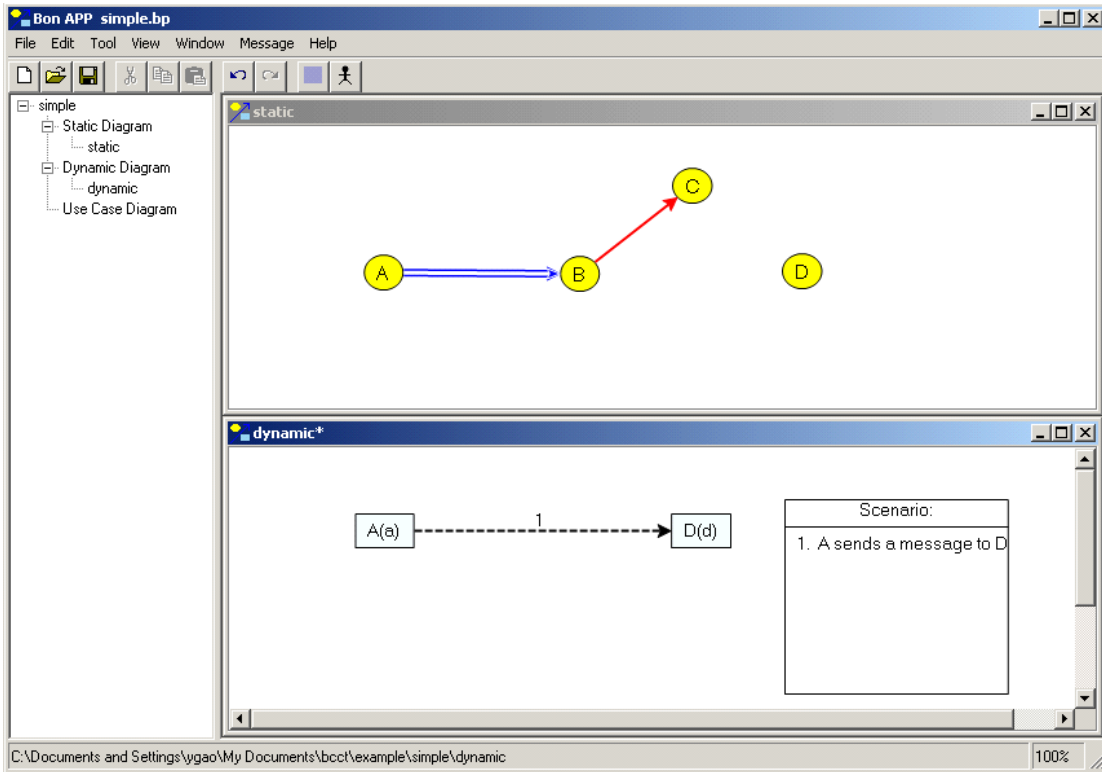 Bon APP simple.bp
File Edit Tool View Window Message Help
simple
Static Diagram
static
Dynamic Diagram
dynamic
Use Case Diagram
static
C
A
B
D
dynamic*
A(a)
1
D(d)
Scenario:
1. A sends a message to D
C:\Documents and Settings\ygao\My Documents\bcct\example\simple\dynamic
100%